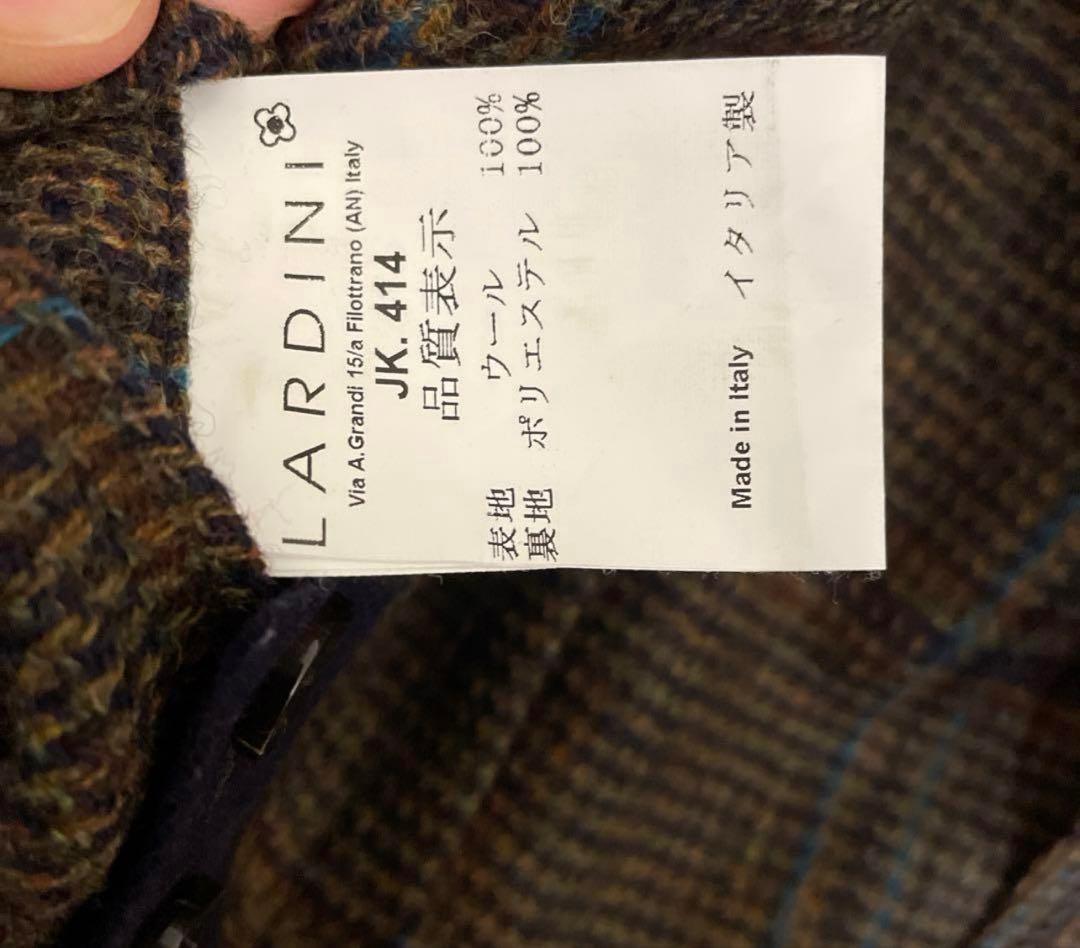 LARDINI
Via A.Grandi 15/a Filottrano (AN) Italy
JK. 414
品質表示
表地 ウール 100%
裏地 ポリエステル 100%
Made in Italy イタリア製